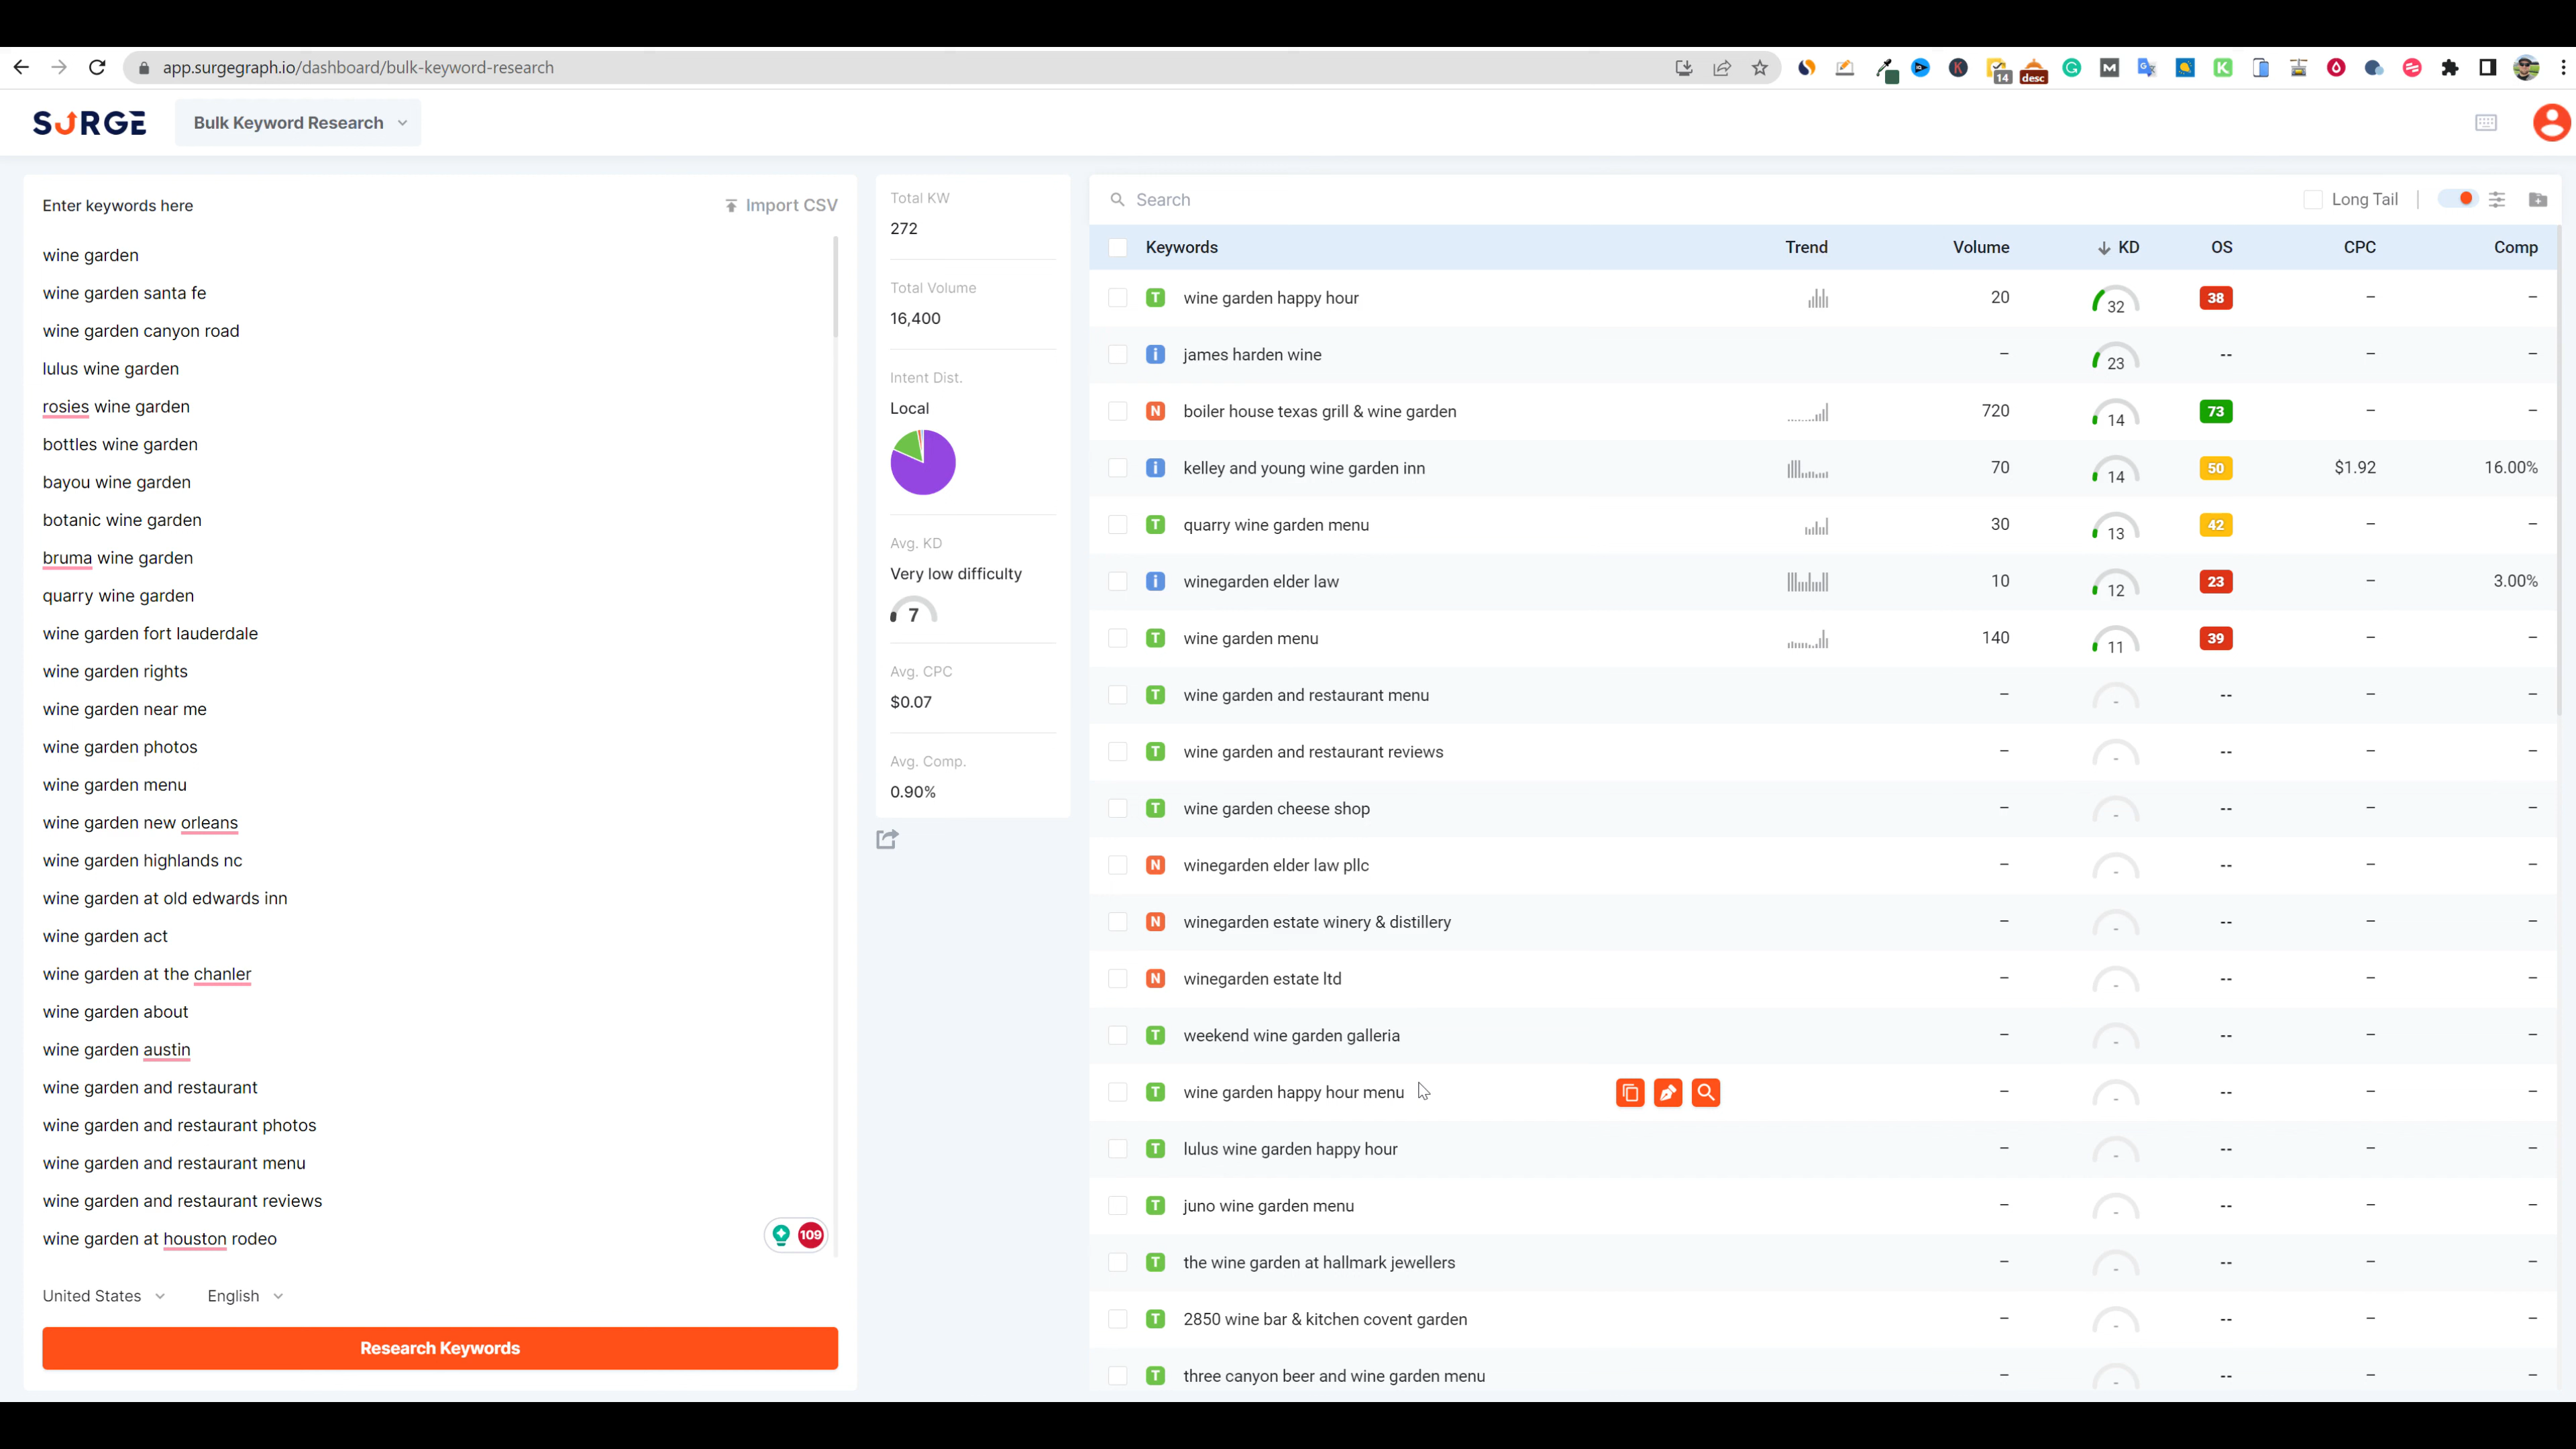 app.surgegraph.io/dashboard/bulk-keyword-research
14
desc
SURGE
Bulk Keyword Research
Enter keywords here
Import CSV
wine garden
wine garden santa fe
wine garden canyon road
lulus wine garden
rosies wine garden
bottles wine garden
bayou wine garden
botanic wine garden
bruma wine garden
quarry wine garden
wine garden fort lauderdale
wine garden rights
wine garden near me
wine garden photos
wine garden menu
wine garden new orleans
wine garden highlands nc
wine garden at old edwards inn
wine garden act
wine garden at the chanler
wine garden about
wine garden austin
wine garden and restaurant
wine garden and restaurant photos
wine garden and restaurant menu
wine garden and restaurant reviews
wine garden at houston rodeo
109
United States
English
Research Keywords
Total KW
272
Total Volume
16,400
Intent Dist.
Local
Avg. KD
Very low difficulty
7
Avg. CPC
$0.07
Avg. Comp.
0.90%
Search
Long Tail
Keywords Trend Volume KD OS CPC Comp
T wine garden happy hour 20 32 38 – –
i james harden wine – 23 -- – –
N boiler house texas grill & wine garden 720 14 73 – –
i kelley and young wine garden inn 70 14 50 $1.92 16.00%
T quarry wine garden menu 30 13 42 – –
i winegarden elder law 10 12 23 – 3.00%
T wine garden menu 140 11 39 – –
T wine garden and restaurant menu – - -- – –
T wine garden and restaurant reviews – - -- – –
T wine garden cheese shop – - -- – –
N winegarden elder law pllc – - -- – –
N winegarden estate winery & distillery – - -- – –
N winegarden estate ltd – - -- – –
T weekend wine garden galleria – - -- – –
T wine garden happy hour menu – - -- – –
T lulus wine garden happy hour – - -- – –
T juno wine garden menu – - -- – –
T the wine garden at hallmark jewellers – - -- – –
T 2850 wine bar & kitchen covent garden – - -- – –
T three canyon beer and wine garden menu – - -- – –